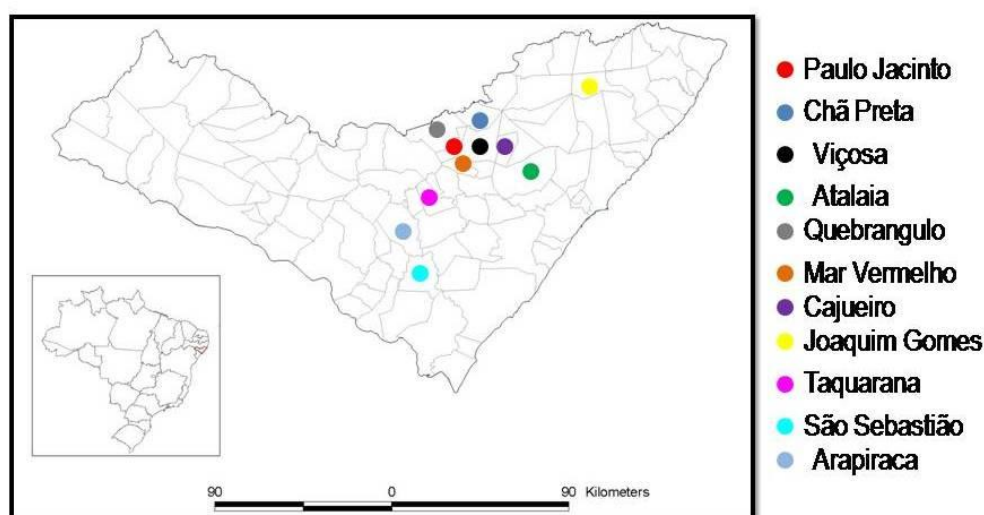 Paulo Jacinto
Chã Preta
Viçosa
Atalaia
Quebrangulo
Mar Vermelho
Cajueiro
Joaquim Gomes
Taquarana
São Sebastião
Arapiraca
90 0 90 Kilometers